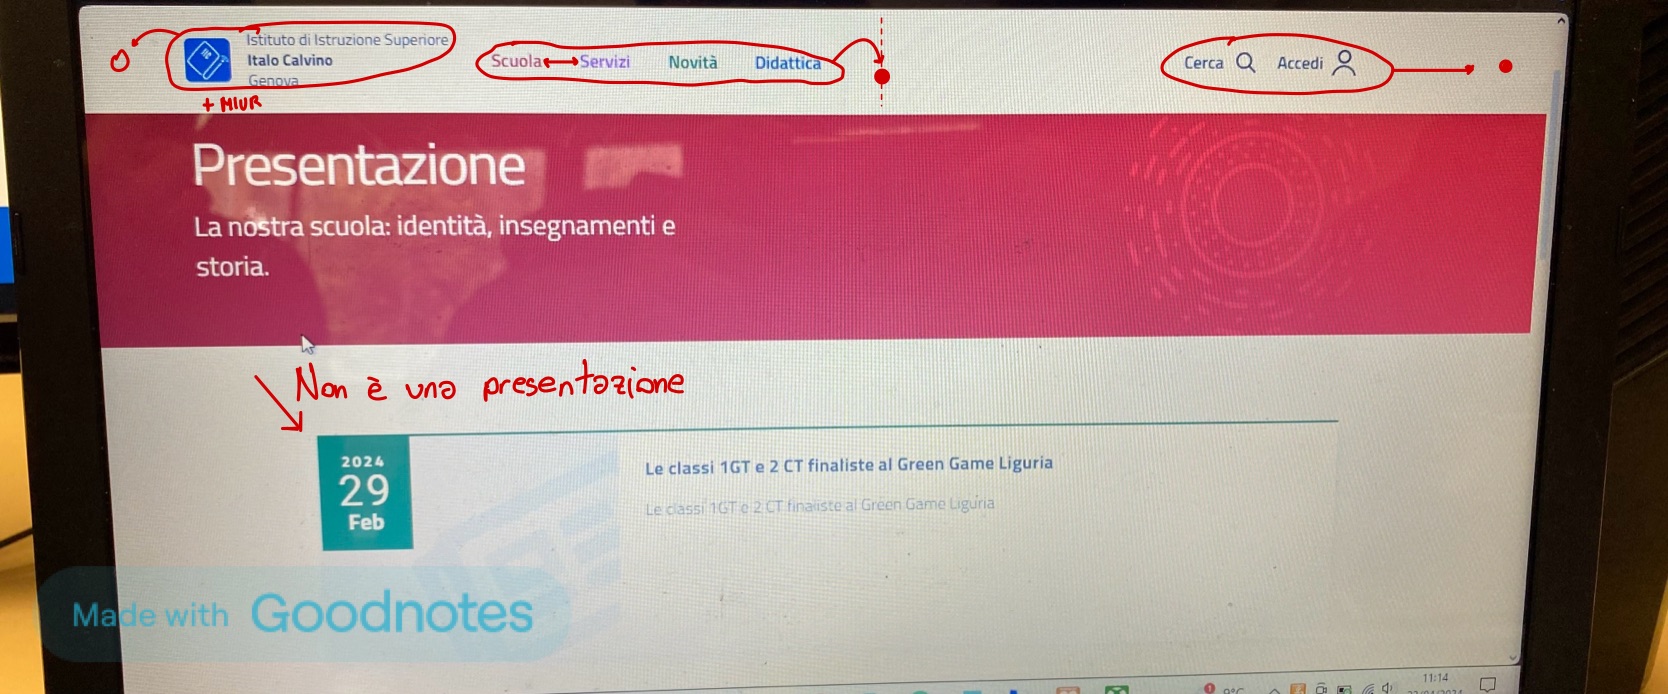 Istituto di Istruzione Superiore
Italo Calvino
Genova
+ MIUR
Scuola Servizi Novità Didattica
Cerca Accedi
Presentazione
La nostra scuola: identità, insegnamenti e
storia.
Non è una presentazione
2024
29
Feb
Le classi 1GT e 2 CT finaliste al Green Game Liguria
Le classi 1GT e 2 CT finaliste al Green Game Liguria
Made with Goodnotes
9°C
11:14